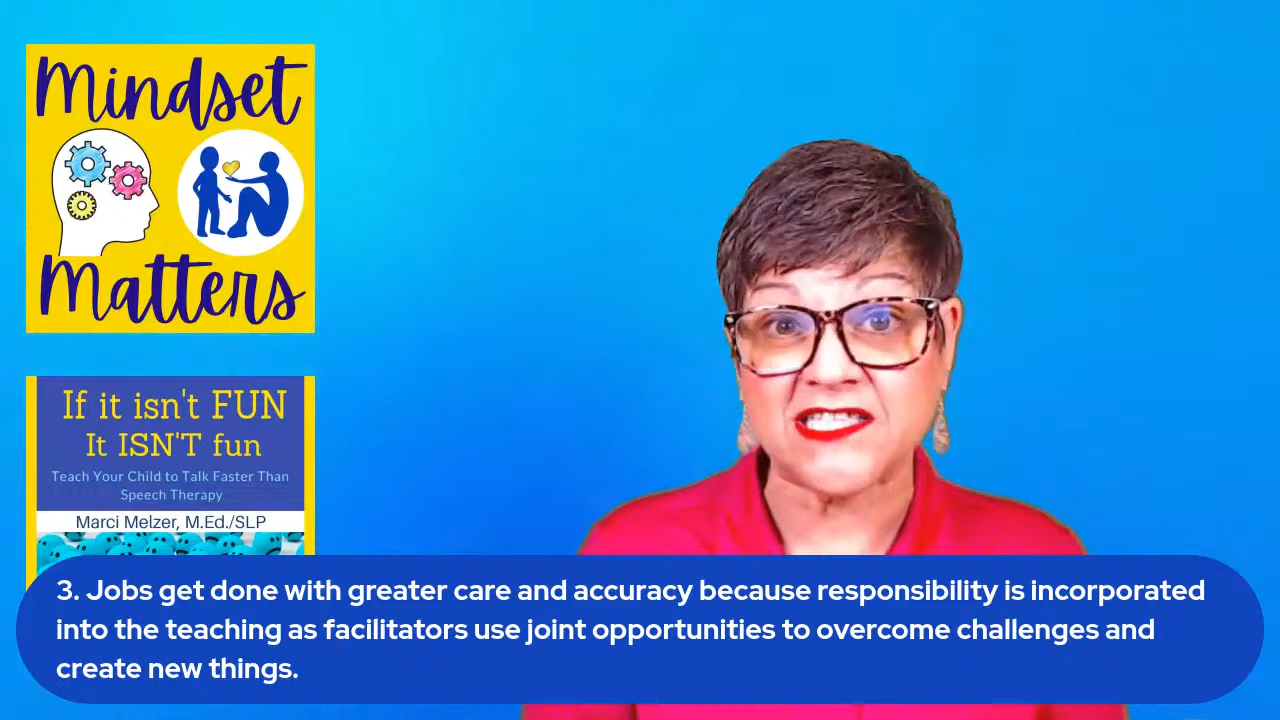 Mindset
Matters
If it isn't FUN
It ISN'T fun
Teach Your Child to Talk Faster Than
Speech Therapy
Marci Melzer, M.Ed./SLP
3. Jobs get done with greater care and accuracy because responsibility is incorporated
into the teaching as facilitators use joint opportunities to overcome challenges and
create new things.